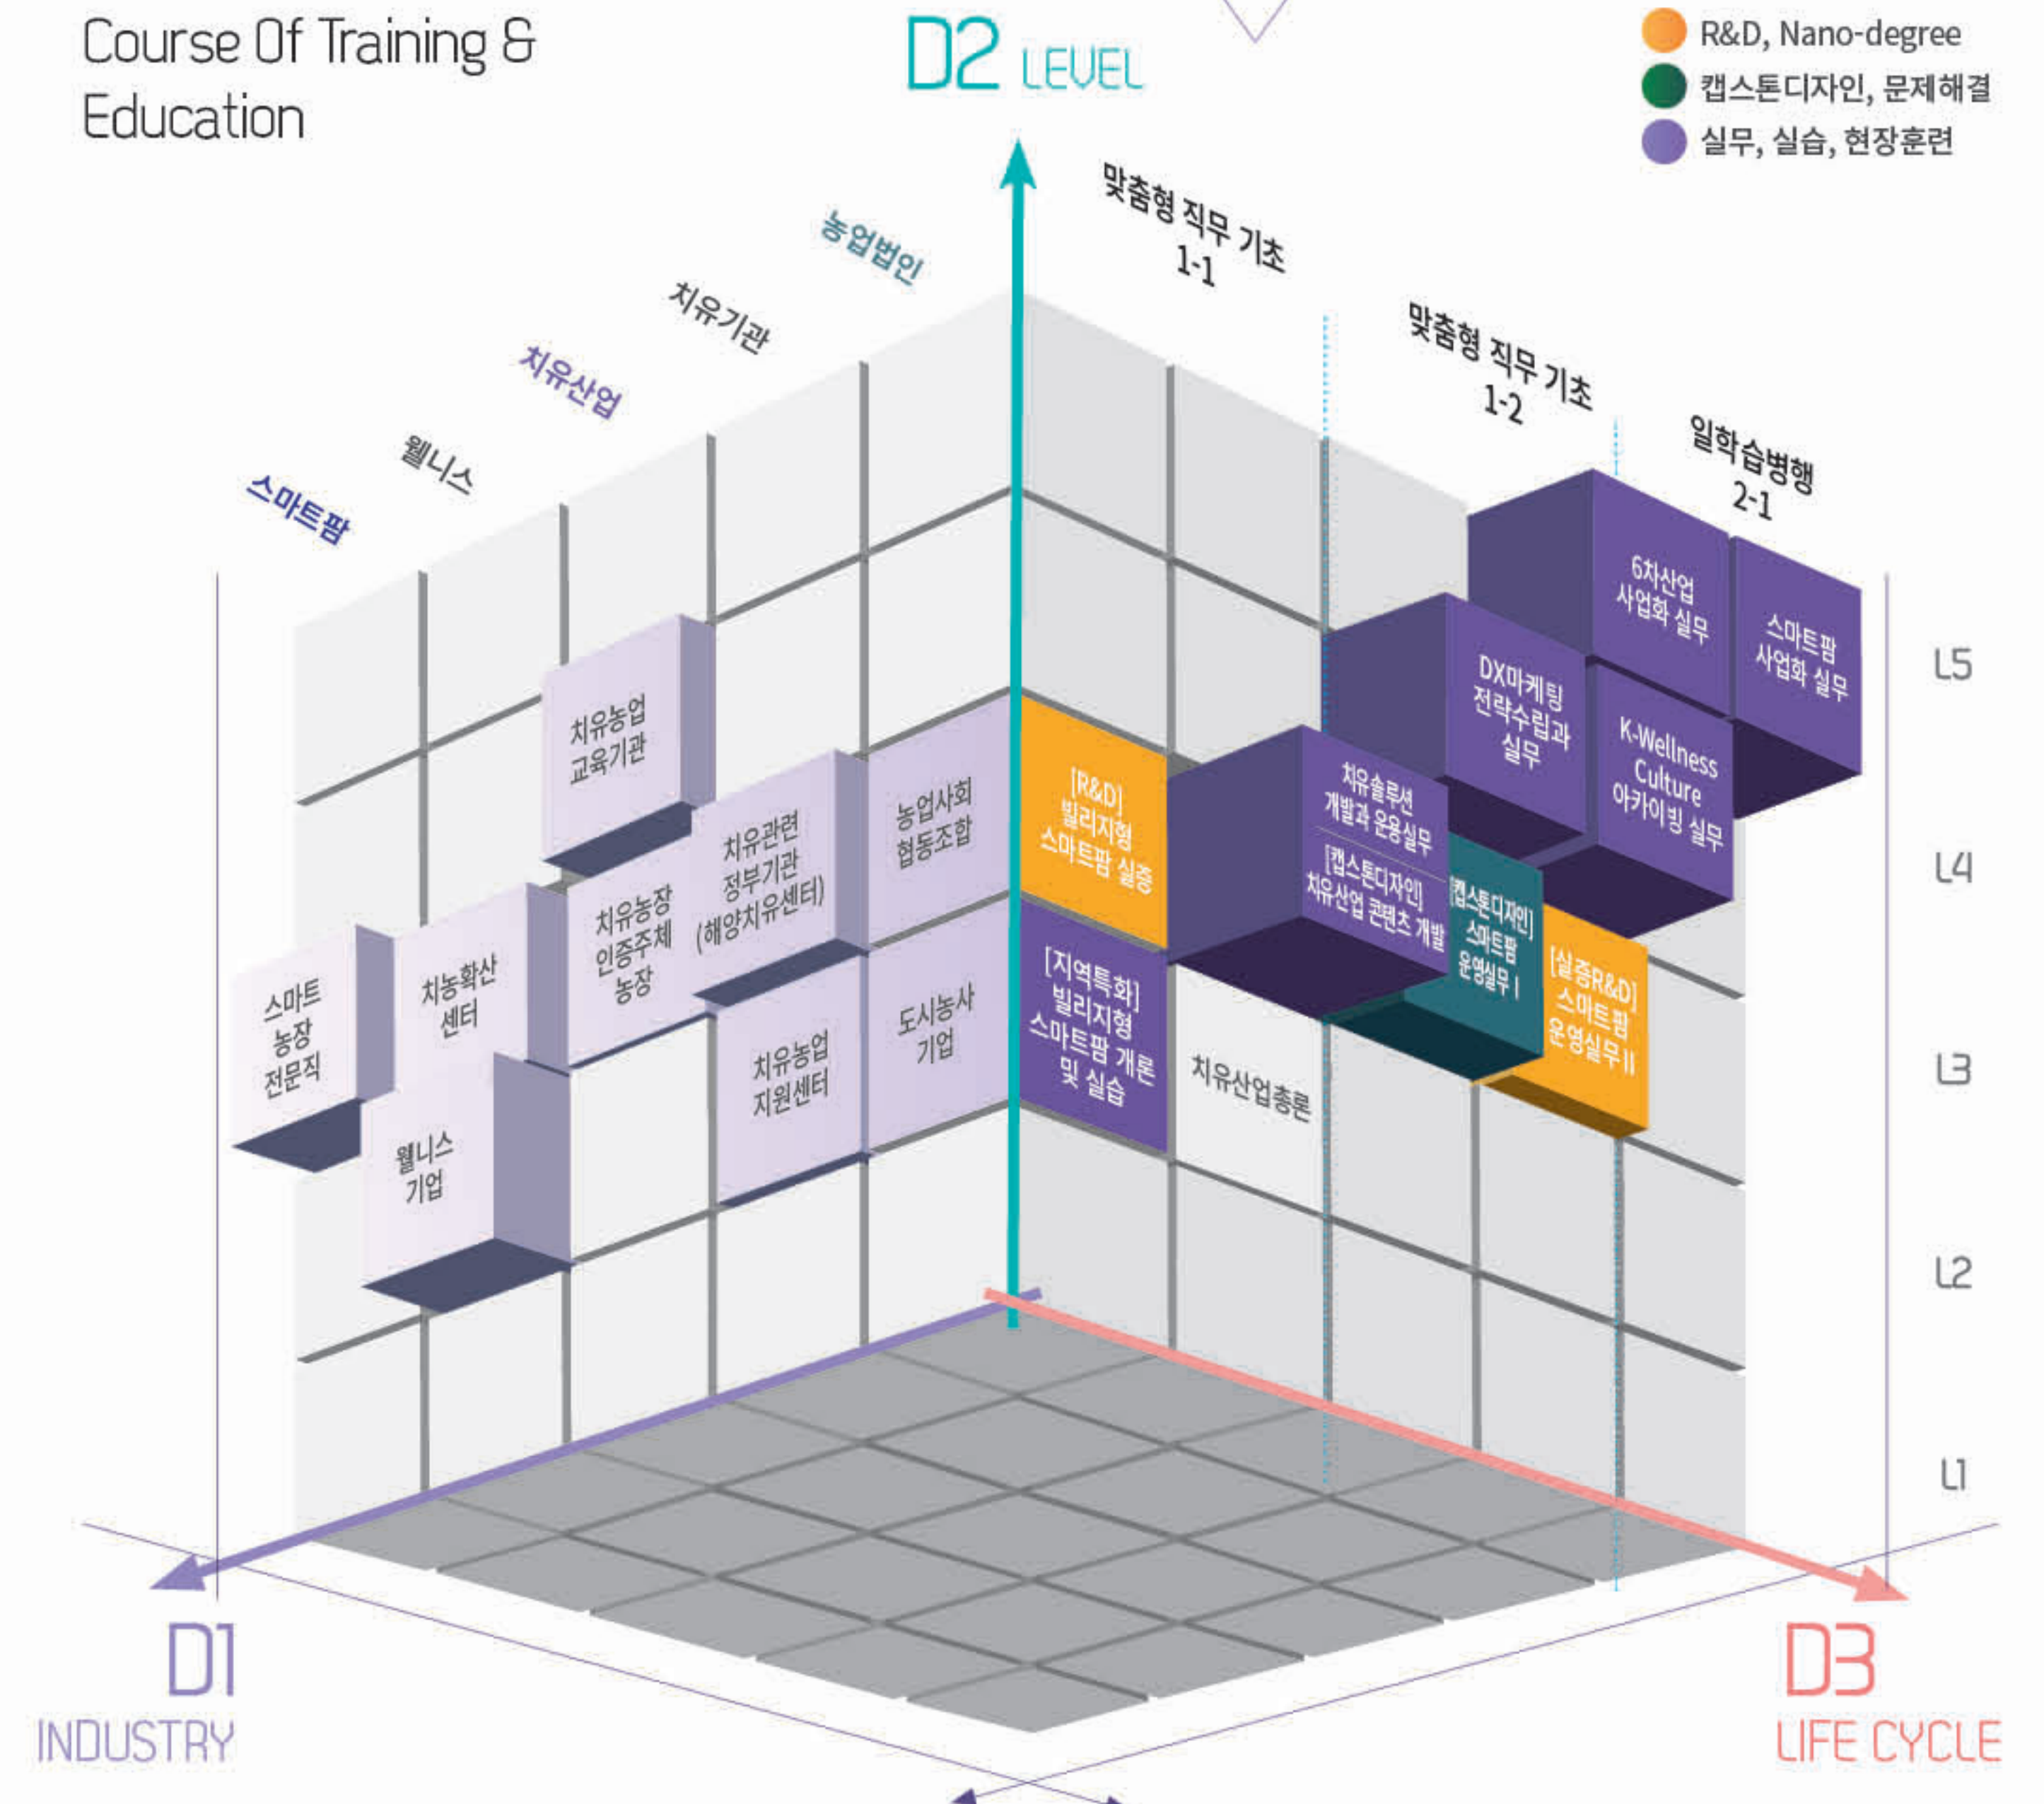 Course Of Training &
Education
D2 LEVEL
R&D, Nano-degree
캡스톤디자인, 문제해결
실무, 실습, 현장훈련
스마트팜
웰니스
치유산업
치유기관
농업법인
맞춤형 직무 기초
1-1
맞춤형 직무 기초
1-2
일학습병행
2-1
L5
L4
L3
L2
L1
치유농업
교육기관
치유관련
정부기관
(해양치유센터)
농업사회
협동조합
스마트
농장
전문직
치농확산
센터
치유농장
인증주체
농장
웰니스
기업
치유농업
지원센터
도시농사
기업
[R&D]
빌리지형
스마트팜 실증
[지역특화]
빌리지형
스마트팜 개론
및 실습
치유산업총론
치유솔루션
개발과 운용실무
[캡스톤디자인]
치유산업 콘텐츠 개발
[캡스톤디자인]
스마트팜
운영실무 I
[실증R&D]
스마트팜
운영실무II
DX마케팅
전략수립과
실무
K-Wellness
Culture
아카이빙 실무
6차산업
사업화 실무
스마트팜
사업화 실무
D1
INDUSTRY
D3
LIFE CYCLE